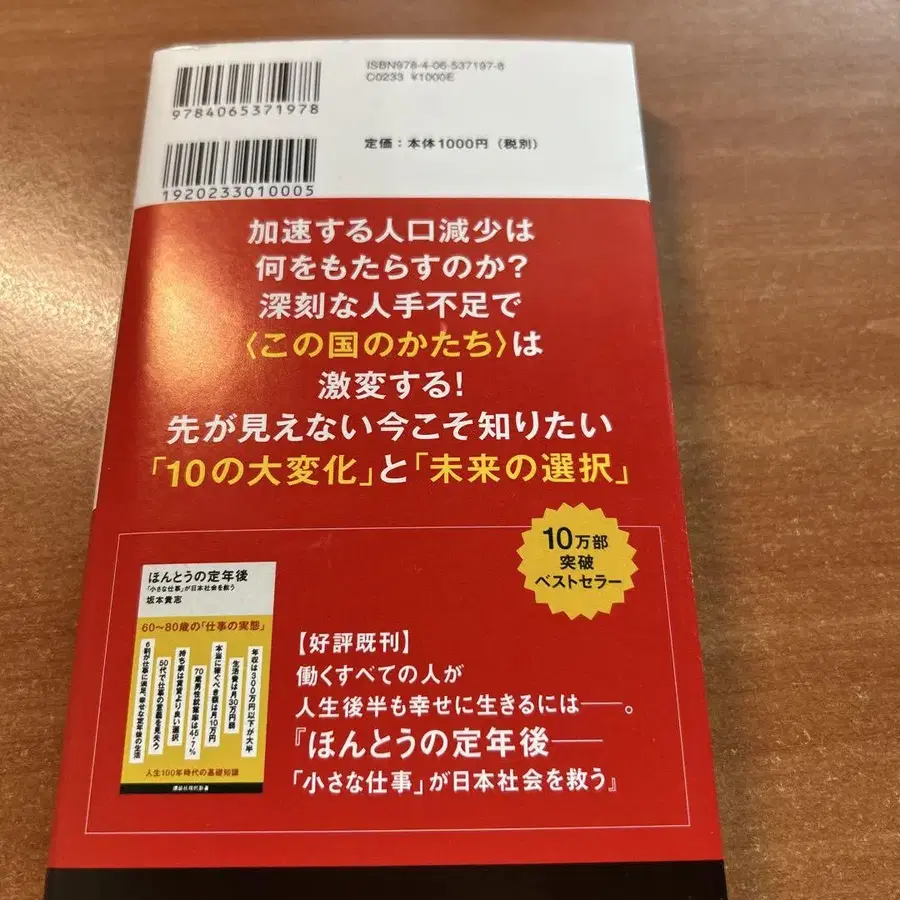 ISBN978-4-06-537197-8
C0233 ¥1000E
9784065371978
定価：本体1000円（税別）
1920233010005
加速する人口減少は
何をもたらすのか?
深刻な人手不足で
〈この国のかたち〉は
激変する!
先が見えない今こそ知りたい
「10の大変化」と「未来の選択」
10万部
突破
ベストセラー
ほんとうの定年後
「小さな仕事」が日本社会を救う
坂本貴志
60～80歳の「仕事の実態」
年収は300万円以下が大半
生活費は月30万円弱
本当に稼ぐべき額は月10万円
70歳男性就業率は45・7%
持ち家は賃貸より良い選択
50代で仕事の意義を見失う
6割が仕事に満足、幸せな定年後の生活
人生100年時代の基礎知識
講談社現代新書
【好評既刊】
働くすべての人が
人生後半も幸せに生きるには──。
『ほんとうの定年後──
「小さな仕事」が日本社会を救う』